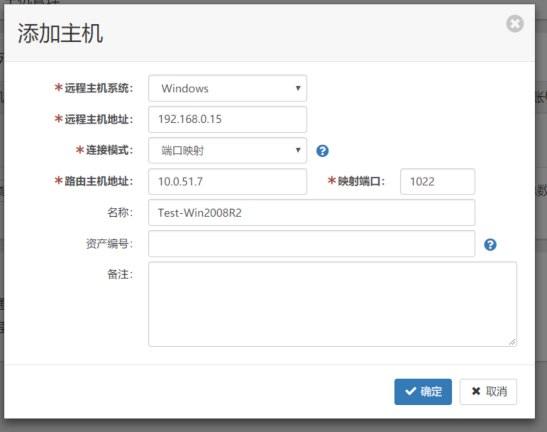 添加主机
*远程主机系统: Windows
*远程主机地址: 192.168.0.15
*连接模式: 端口映射
*路由主机地址: 10.0.51.7 *映射端口: 1022
名称: Test-Win2008R2
资产编号:
备注:
确定 取消